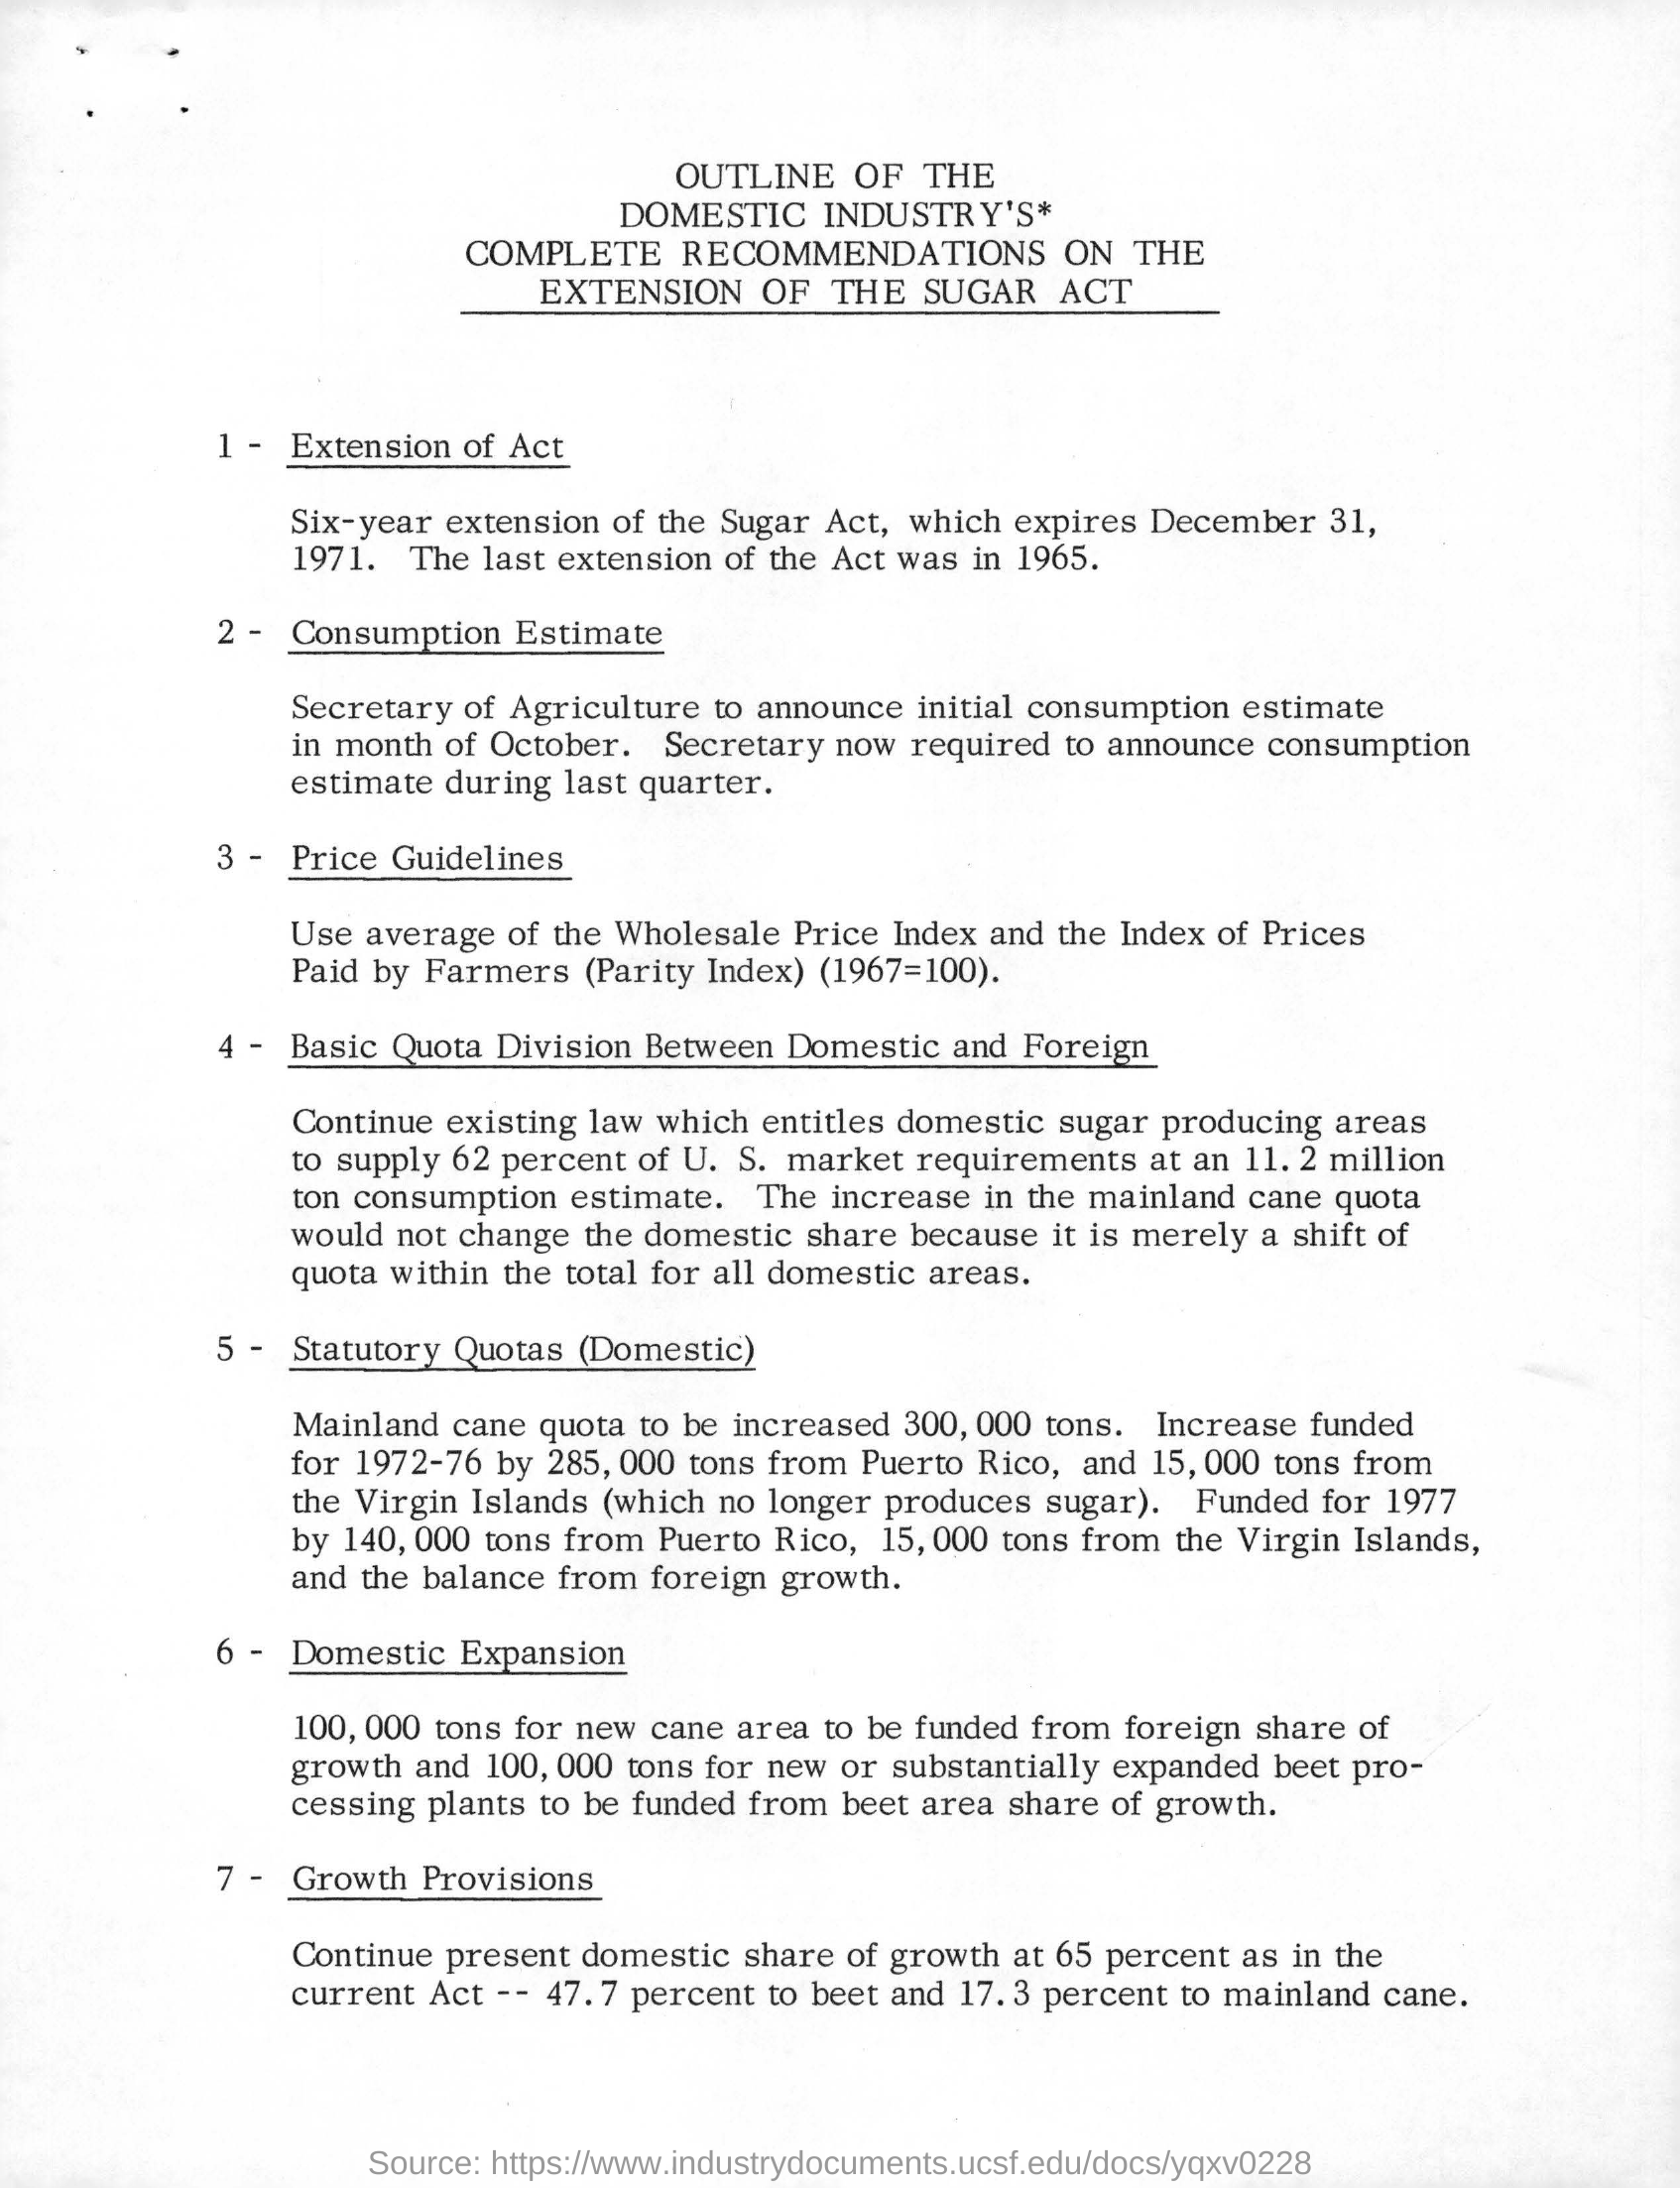 OUTLINE OF THE
DOMESTIC INDUSTRY'S*
COMPLETE RECOMMENDATIONS ON THE
EXTENSION OF THE SUGAR ACT
1 - Extension of Act
Six-year extension of the Sugar Act, which expires December 31,
1971. The last extension of the Act was in 1965.
2 - Consumption Estimate
Secretary of Agriculture to announce initial consumption estimate
in month of October. Secretary now required to announce consumption
estimate during last quarter.
3 - Price Guidelines
Use average of the Wholesale Price Index and the Index of Prices
Paid by Farmers (Parity Index) (1967=100).
4 - Basic Quota Division Between Domestic and Foreign
Continue existing law which entitles domestic sugar producing areas
to supply 62 percent of U. S. market requirements at an 11. 2 million
ton consumption estimate. The increase in the mainland cane quota
would not change the domestic share because it is merely a shift of
quota within the total for all domestic areas.
5 - Statutory Quotas (Domestic)
Mainland cane quota to be increased 300, 000 tons. Increase funded
for 1972-76 by 285, 000 tons from Puerto Rico, and 15, 000 tons from
the Virgin Islands (which no longer produces sugar). Funded for 1977
by 140, 000 tons from Puerto Rico, 15, 000 tons from the Virgin Islands,
and the balance from foreign growth.
6 - Domestic Expansion
100, 000 tons for new cane area to be funded from foreign share of
growth and 100, 000 tons for new or substantially expanded beet pro-
cessing plants to be funded from beet area share of growth.
7 - Growth Provisions
Continue present domestic share of growth at 65 percent as in the
current Act -- 47. 7 percent to beet and 17. 3 percent to mainland cane.
Source: https://www.industrydocuments.ucsf.edu/docs/yqxv0228